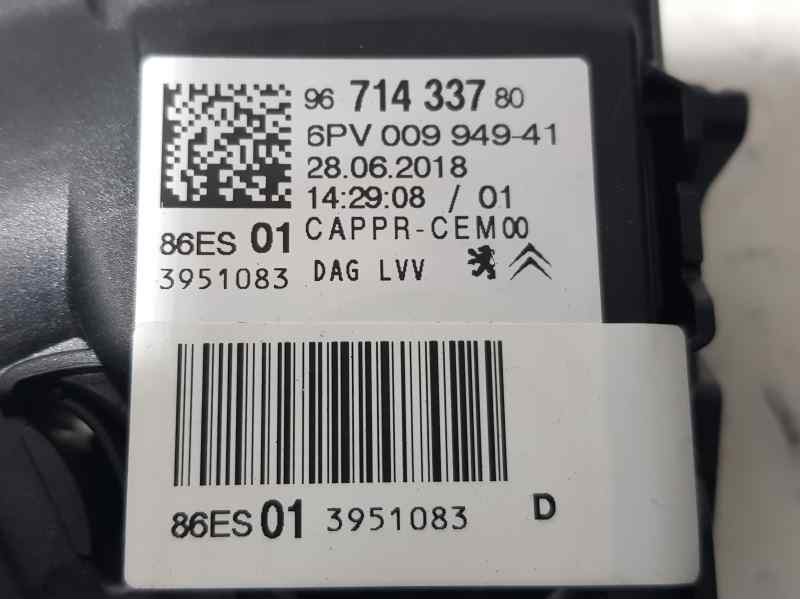 96 714 337 80
6PV 009 949-41
28.06.2018
14:29:08 / 01
86ES 01 CAPPR-CEM00
3951083 DAG LVV
86ES 01 3951083 D